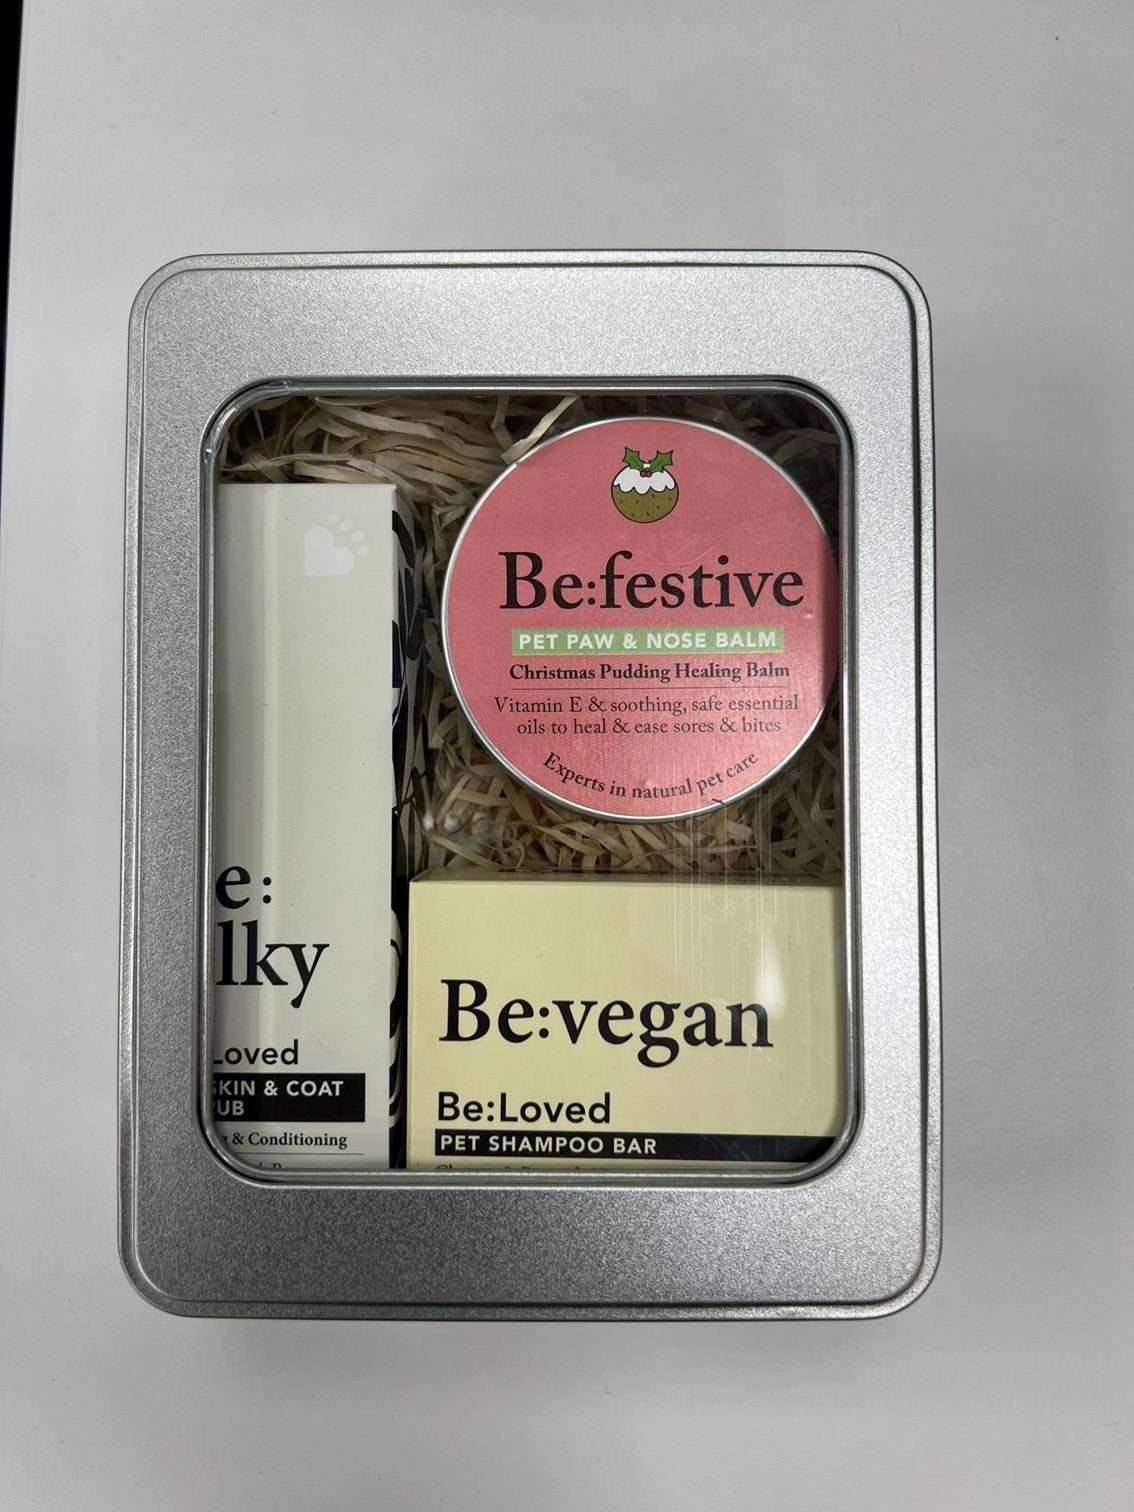 Be:festive
PET PAW & NOSE BALM
Christmas Pudding Healing Balm
Vitamin E & soothing, safe essential
oils to heal & ease sores & bites
Experts in natural pet care
e:
lky
Loved
SKIN & COAT
UB
& Conditioning
Be:vegan
Be:Loved
PET SHAMPOO BAR